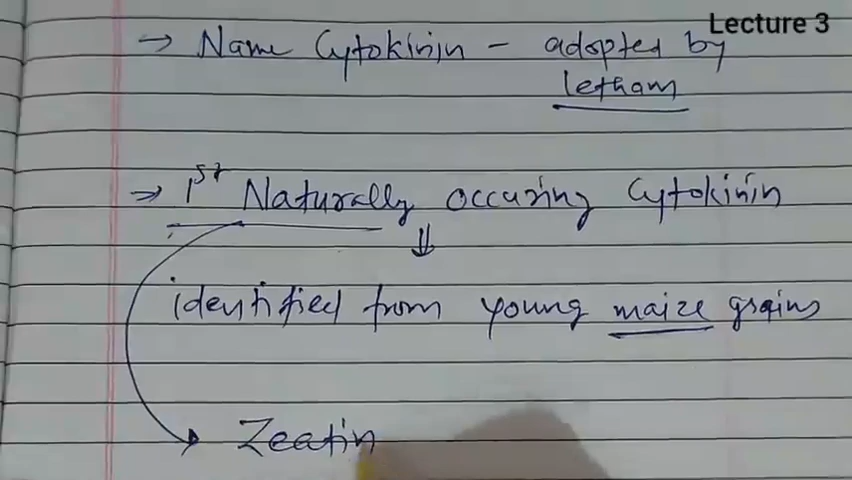 Lecture 3
→ Name Cytokinin - adopted by
letham
→ 1st Naturally occuring Cytokinin
⇓
identified from young maize grains
Zeatin